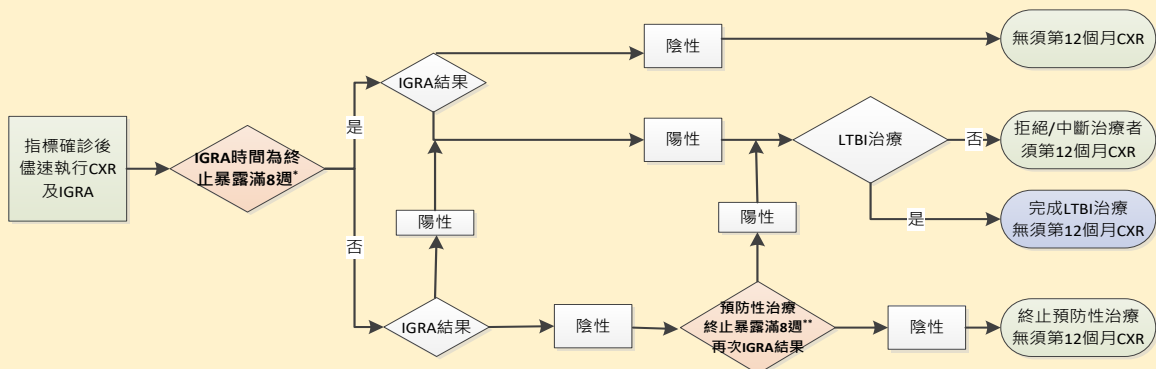 陰性
無須第12個月CXR
IGRA結果
是
指標確診後
儘速執行CXR
及IGRA
IGRA時間為終
止暴露滿8週*
陽性
LTBI治療
否
拒絕/中斷治療者
須第12個月CXR
陽性
陽性
是
完成LTBI治療
無須第12個月CXR
否
IGRA結果
陰性
預防性治療
終止暴露滿8週**
再次IGRA結果
陰性
終止預防性治療
無須第12個月CXR